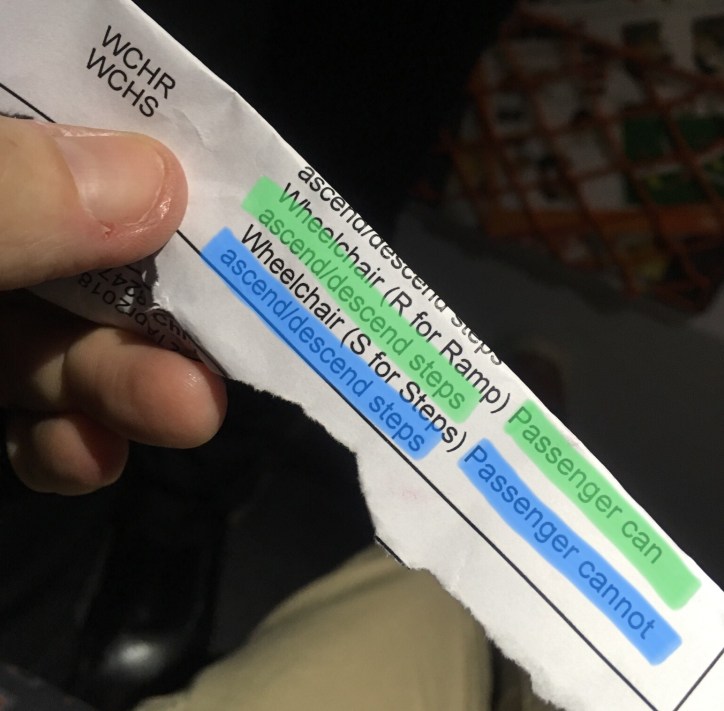 WCHR
WCHS
ascend/descend steps
Wheelchair (R for Ramp) Passenger can
ascend/descend steps
Wheelchair (S for Steps) Passenger cannot
ascend/descend steps